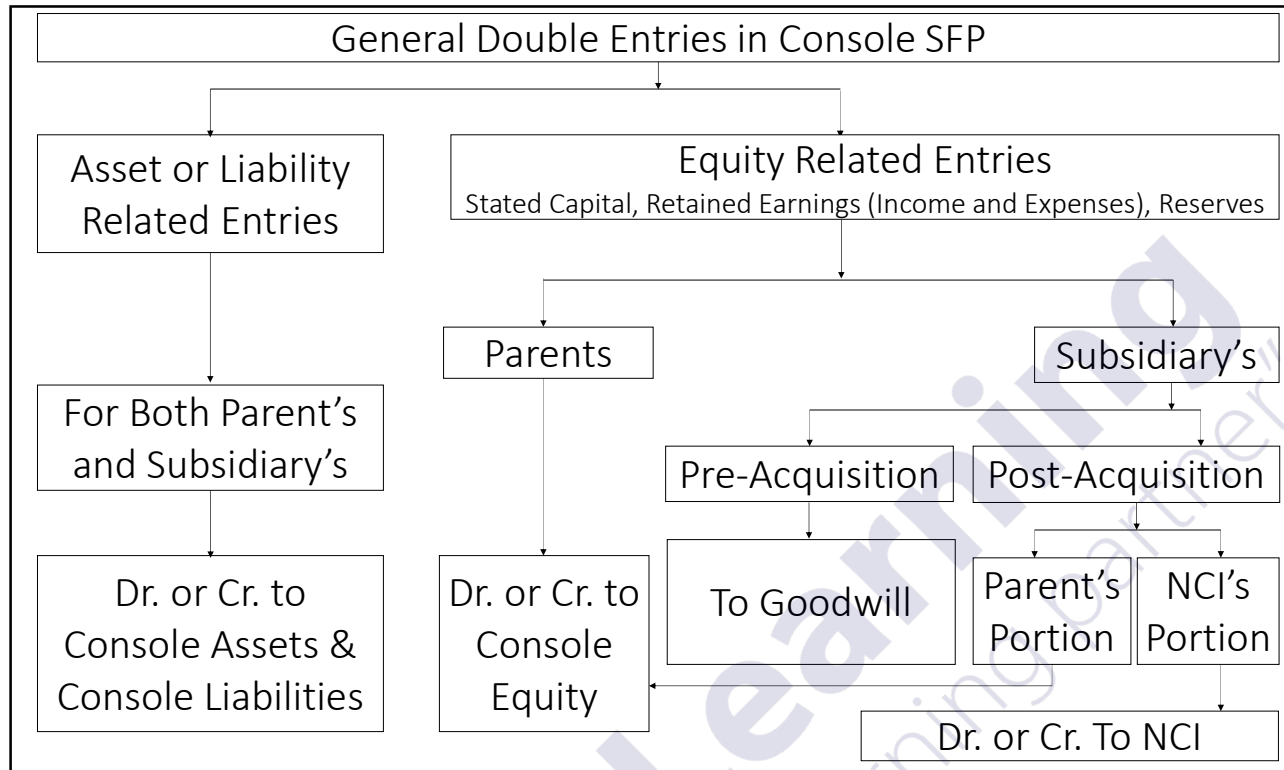 General Double Entries in Console SFP
Asset or Liability
Related Entries
Equity Related Entries
Stated Capital, Retained Earnings (Income and Expenses), Reserves
Parents
Subsidiary's
For Both Parent's
and Subsidiary's
Pre-Acquisition
Post-Acquisition
Dr. or Cr. to
Console Assets &
Console Liabilities
Dr. or Cr. to
Console
Equity
To Goodwill
Parent's
Portion
NCI's
Portion
Dr. or Cr. To NCI
Learning
rning partner"